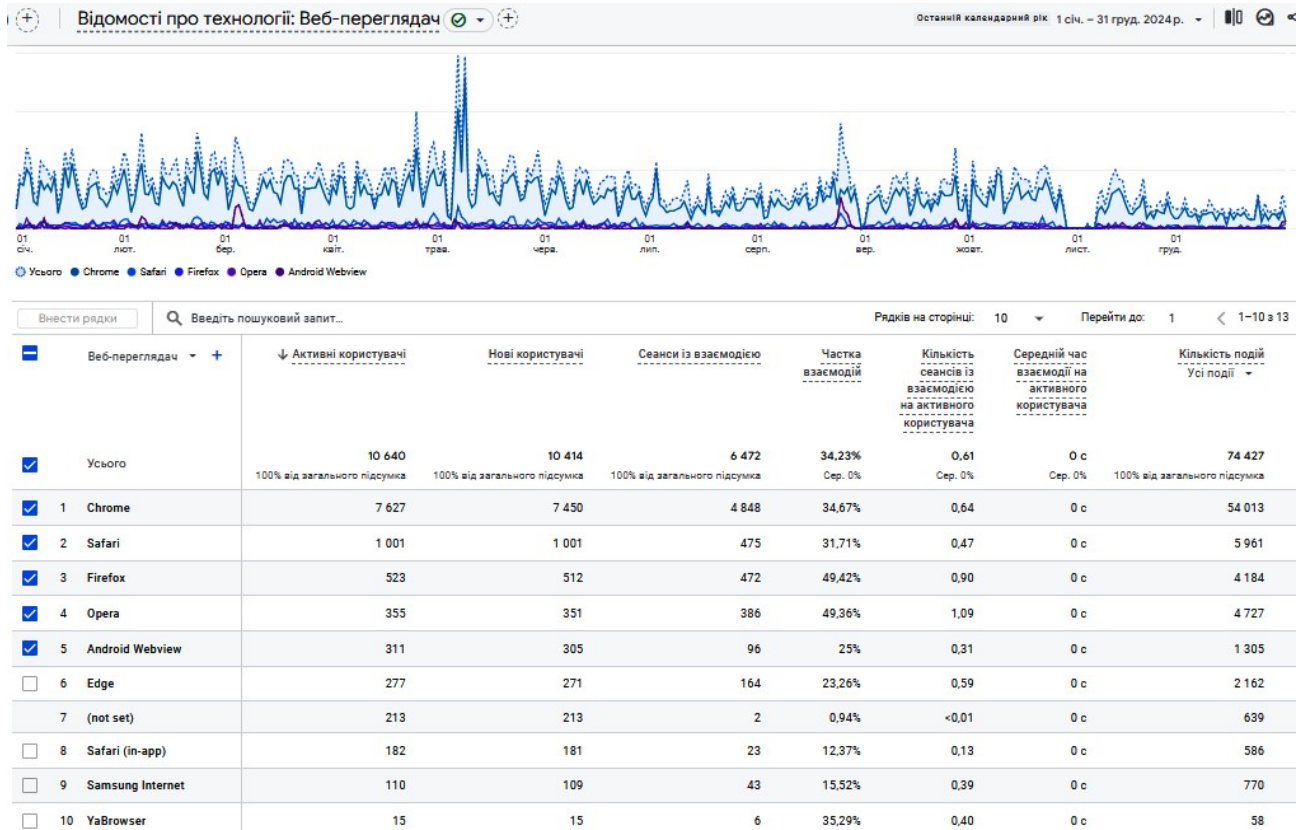 Відомості про технології: Веб-переглядач
Останній календарний рік 1 січ. – 31 груд. 2024 р.
01 01 01 01 01 01 01 01 01 01 01 01
січ. лют. бер. квіт. трав. черв. лип. серп. вер. жовт. лист. груд.
Усього Chrome Safari Firefox Opera Android Webview
Внести рядки Введіть пошуковий запит... Рядків на сторінці: 10 Перейти до: 1 1–10 з 13
Веб-переглядач + ↓ Активні користувачі Нові користувачі Сеанси із взаємодією Частка Кількість Середній час Кількість подій
взаємодій сеансів із взаємодії на Усі події
взаємодією активного
на активного користувача
користувача
Усього 10 640 10 414 6 472 34,23% 0,61 0 с 74 427
100% від загального підсумка 100% від загального підсумка 100% від загального підсумка Сер. 0% Сер. 0% Сер. 0% 100% від загального підсумка
1 Chrome 7 627 7 450 4 848 34,67% 0,64 0 с 54 013
2 Safari 1 001 1 001 475 31,71% 0,47 0 с 5 961
3 Firefox 523 512 472 49,42% 0,90 0 с 4 184
4 Opera 355 351 386 49,36% 1,09 0 с 4 727
5 Android Webview 311 305 96 25% 0,31 0 с 1 305
6 Edge 277 271 164 23,26% 0,59 0 с 2 162
7 (not set) 213 213 2 0,94% <0,01 0 с 639
8 Safari (in-app) 182 181 23 12,37% 0,13 0 с 586
9 Samsung Internet 110 109 43 15,52% 0,39 0 с 770
10 YaBrowser 15 15 6 35,29% 0,40 0 с 58